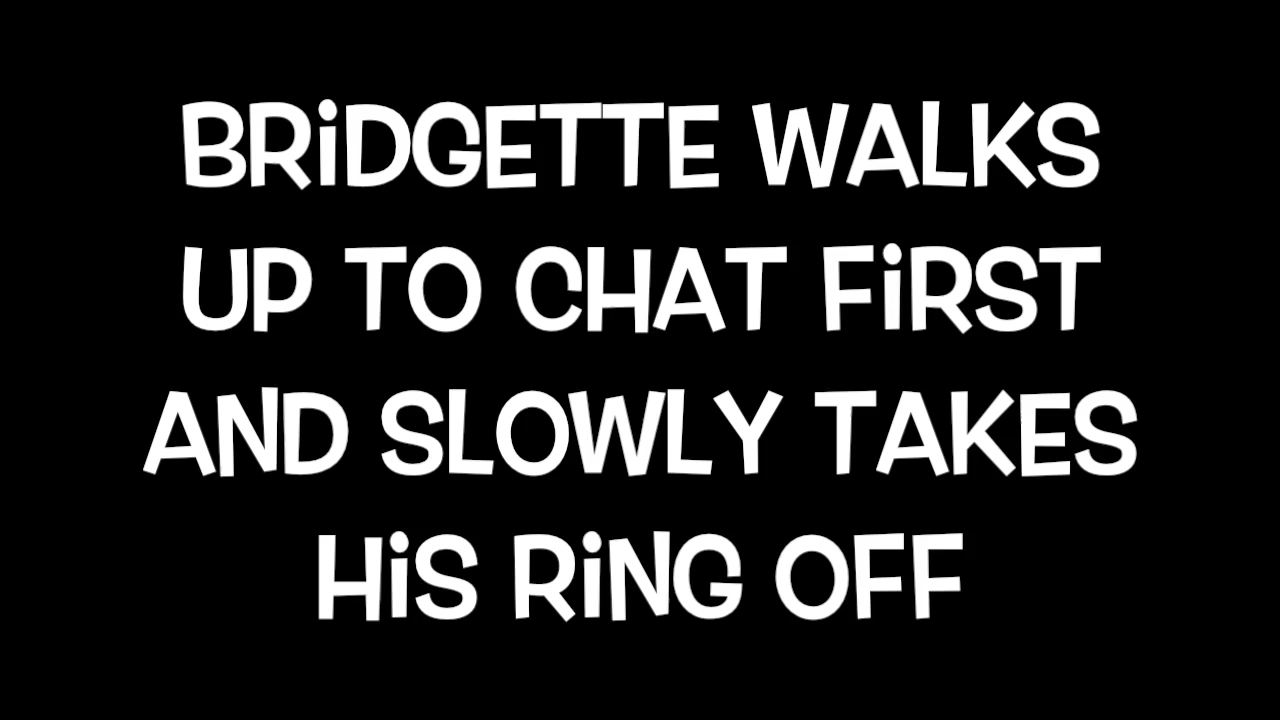 BRiDGETTE WALKS
UP TO CHAT FiRST
AND SLOWLY TAKES
HiS RiNG OFF